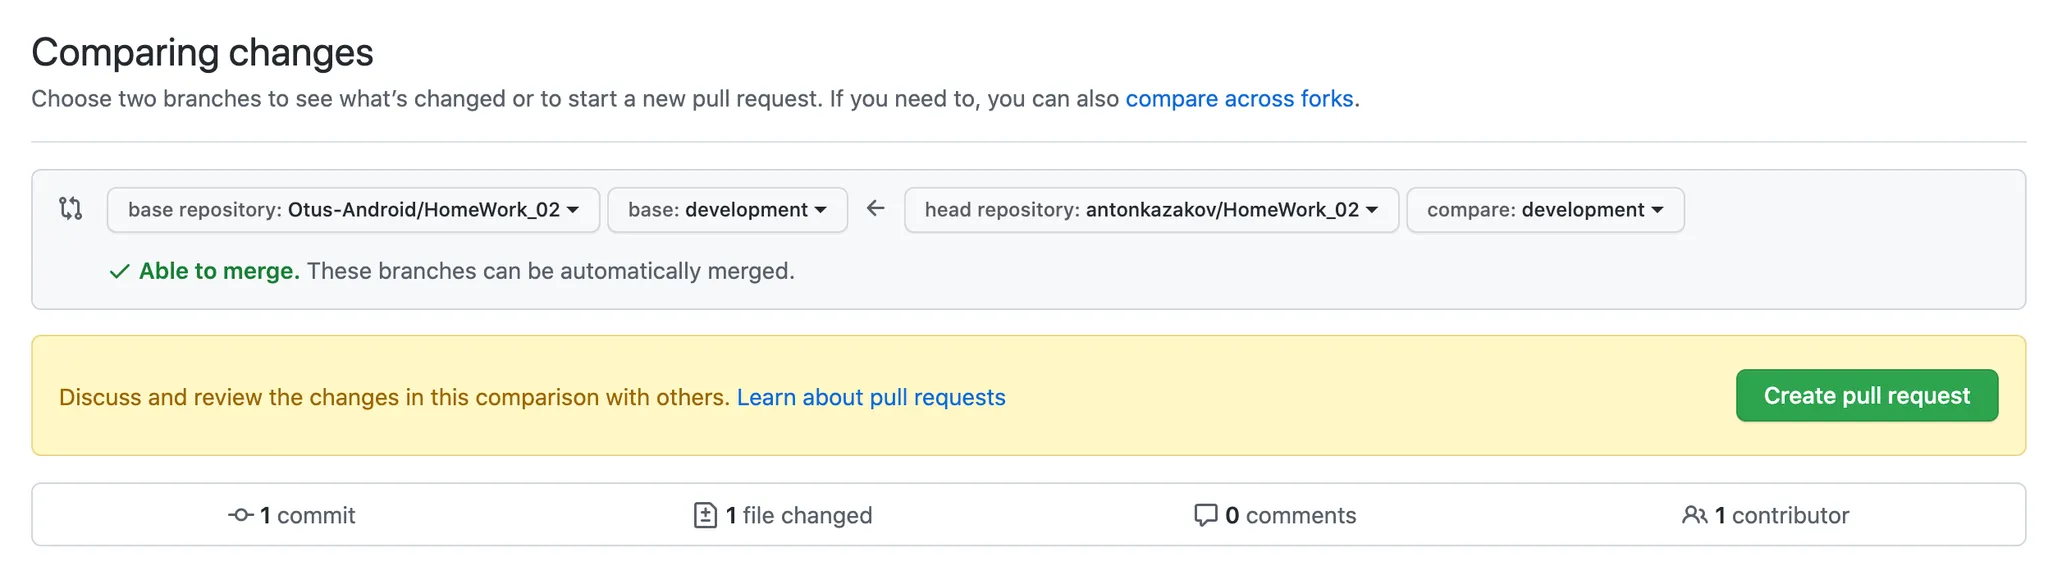 Comparing changes
Choose two branches to see what’s changed or to start a new pull request. If you need to, you can also compare across forks.
base repository: Otus-Android/HomeWork_02 base: development head repository: antonkazakov/HomeWork_02 compare: development
Able to merge. These branches can be automatically merged.
Discuss and review the changes in this comparison with others. Learn about pull requests Create pull request
1 commit 1 file changed 0 comments 1 contributor